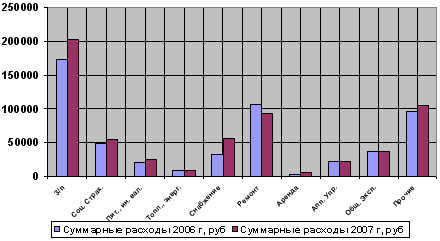 250000
200000
150000
100000
50000
0
З/п
Соц. Страх.
Пит., ин. вал.
Топл., энерг.
Снабжение
Ремонт
Аренда
Апп. Упр.
Общ. Эксп.
Прочие
Суммарные расходы 2006 г, руб
Суммарные расходы 2007 г, руб